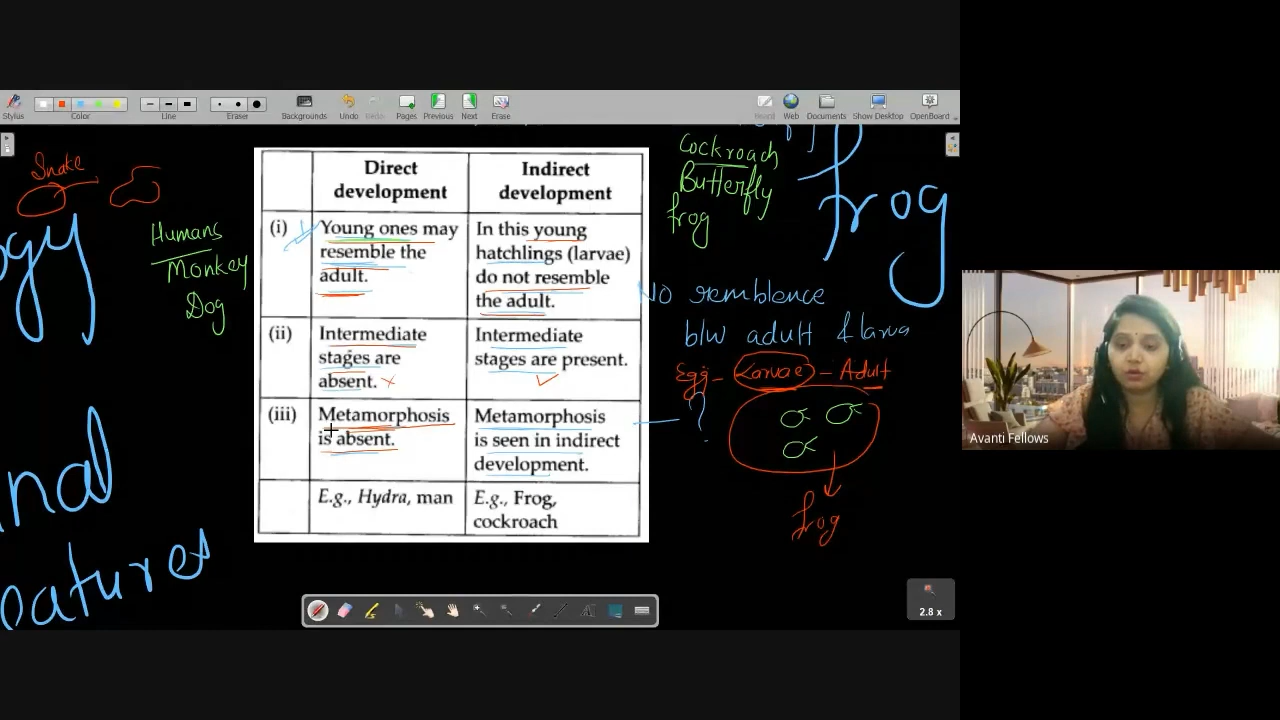 Stylus
Color
Line
Eraser
Backgrounds
Undo
Redo
Pages
Previous
Next
Erase
Web
Documents
Show Desktop
OpenBoard
Snake
Humans
Monkey
Dog
ogy
inal
eatures
Direct development
Indirect development
(i)
Young ones may
resemble the
adult.
In this young
hatchlings (larvae)
do not resemble
the adult.
(ii)
Intermediate
stages are
absent. ×
Intermediate
stages are present.
(iii)
Metamorphosis
is absent.
Metamorphosis
is seen in indirect
development.
E.g., Hydra, man
E.g., Frog,
cockroach
Cockroach
Butterfly
frog
frog
No remblence
b/w adult & larva
Egg - Larvae - Adult
?
frog
2.8 x
Avanti Fellows